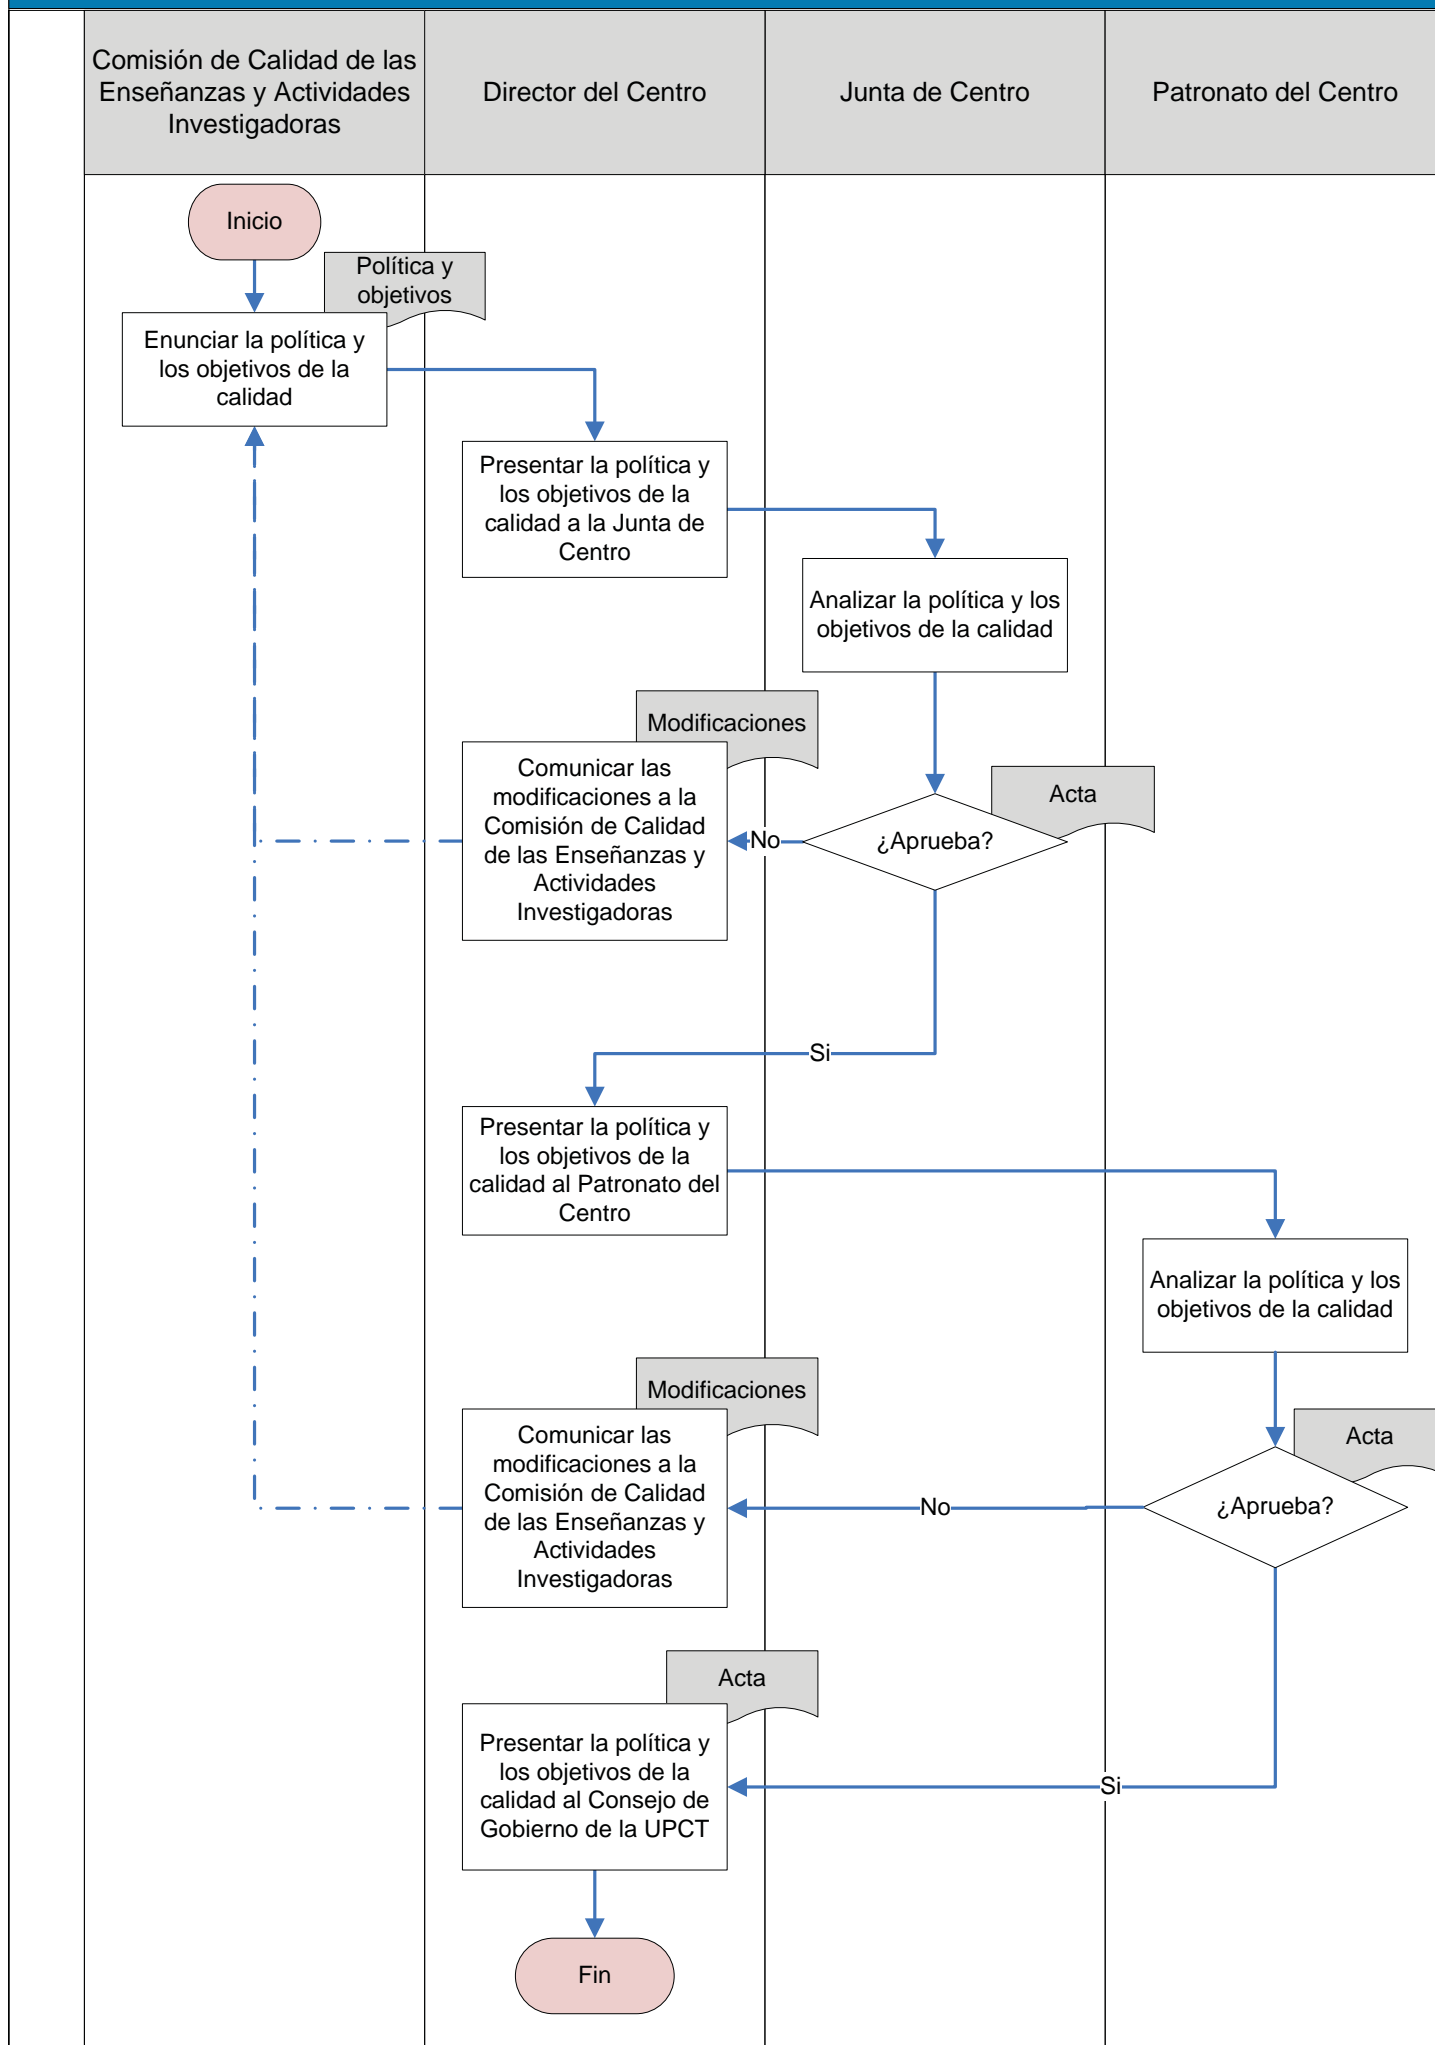 Comisión de Calidad de las
Enseñanzas y Actividades
Investigadoras
Director del Centro
Junta de Centro
Patronato del Centro
Inicio
Política y
objetivos
Enunciar la política y
los objetivos de la
calidad
Presentar la política y
los objetivos de la
calidad a la Junta de
Centro
Analizar la política y los
objetivos de la calidad
Modificaciones
Comunicar las
modificaciones a la
Comisión de Calidad
de las Enseñanzas y
Actividades
Investigadoras
No
¿Aprueba?
Acta
Si
Presentar la política y
los objetivos de la
calidad al Patronato del
Centro
Analizar la política y los
objetivos de la calidad
Modificaciones
Comunicar las
modificaciones a la
Comisión de Calidad
de las Enseñanzas y
Actividades
Investigadoras
No
¿Aprueba?
Acta
Acta
Presentar la política y
los objetivos de la
calidad al Consejo de
Gobierno de la UPCT
Si
Fin